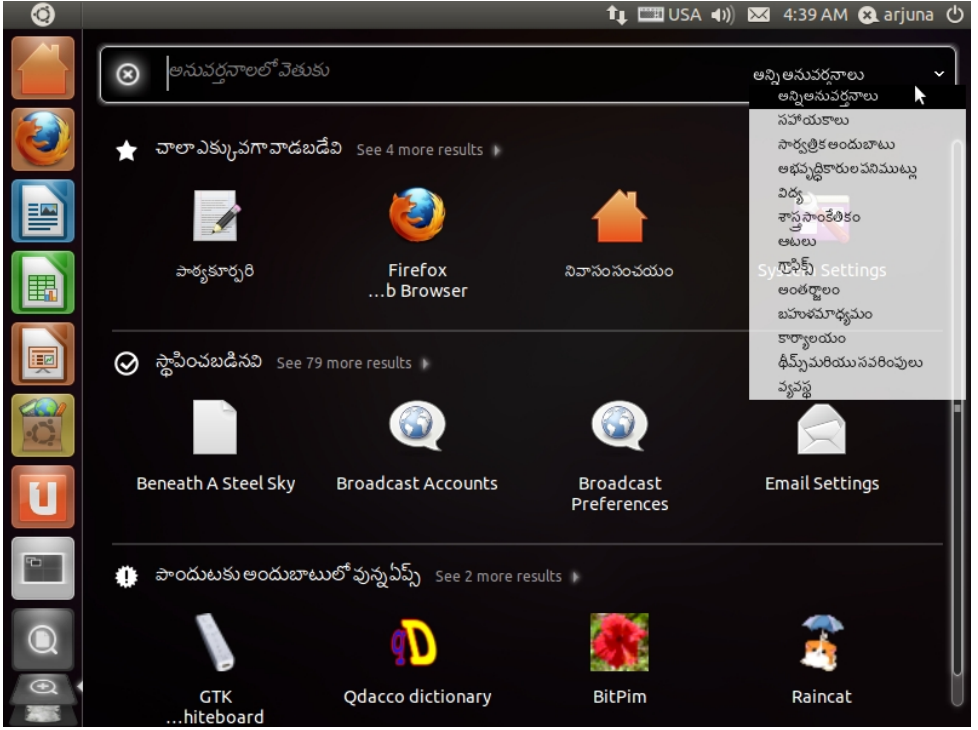 USA 4:39 AM arjuna
అనువర్తనాలలో వెతుకు
అన్ని అనువర్తనాలు
అన్ని అనువర్తనాలు
సహాయకాలు
సార్వత్రిక అందుబాటు
అభివృద్ధికారుల పనిముట్లు
విద్య
శాస్త్ర సాంకేతికం
ఆటలు
గ్రాఫిక్స్
అంతర్జాలం
బహుళమాధ్యమం
కార్యాలయం
థీమ్స్ మరియు సవరింపులు
వ్యవస్థ
చాలా ఎక్కువగా వాడబడేవి See 4 more results
పాఠ్యకూర్పరి
Firefox
...b Browser
నివాసం సంచయం
System Settings
స్థాపించబడినవి See 79 more results
Beneath A Steel Sky
Broadcast Accounts
Broadcast
Preferences
Email Settings
పొందుటకు అందుబాటులో వున్న ఏప్స్ See 2 more results
GTK
...hiteboard
Qdacco dictionary
BitPim
Raincat